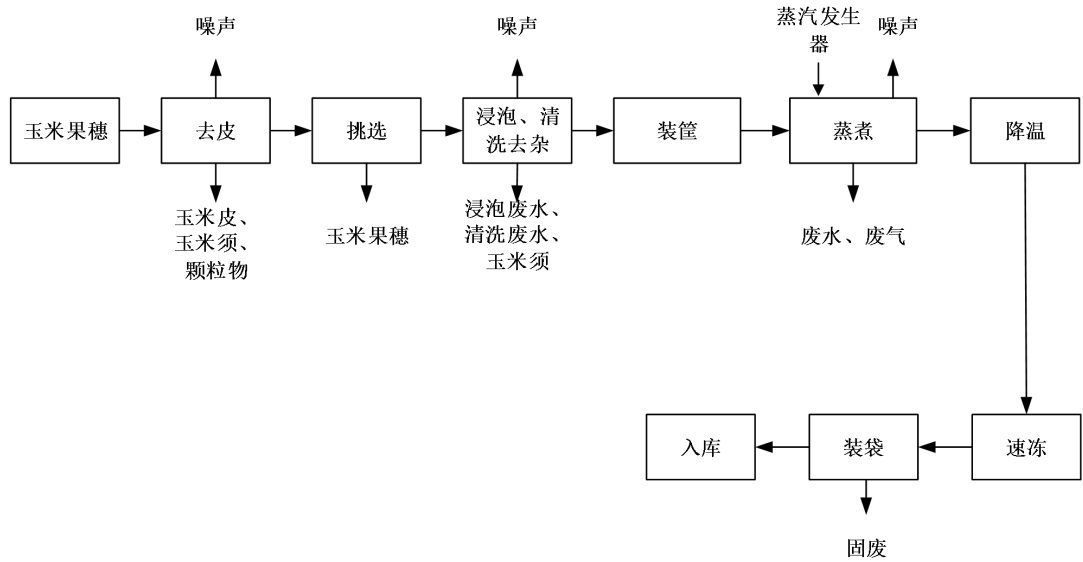 噪声
噪声
蒸汽发生
器
噪声
玉米果穗
去皮
挑选
浸泡、清
洗去杂
装筐
蒸煮
降温
玉米皮、
玉米须、
颗粒物
玉米果穗
浸泡废水、
清洗废水、
玉米须
废水、废气
入库
装袋
速冻
固废